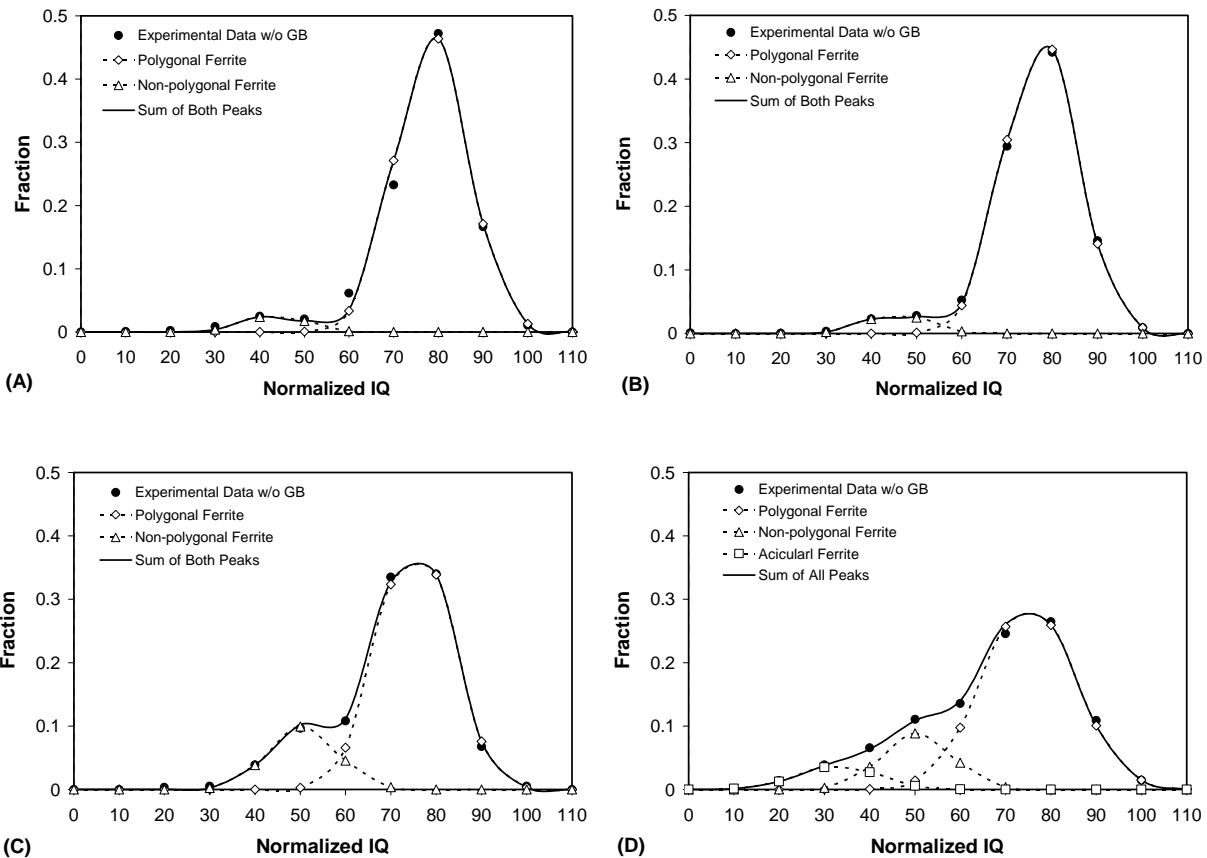 0.5
0.4
0.3
0.2
0.1
0
Fraction
Experimental Data w/o GB
Polygonal Ferrite
Non-polygonal Ferrite
Sum of Both Peaks
0 10 20 30 40 50 60 70 80 90 100 110
Normalized IQ
(A)
0.5
0.4
0.3
0.2
0.1
0
Fraction
Experimental Data w/o GB
Polygonal Ferrite
Non-polygonal Ferrite
Sum of Both Peaks
0 10 20 30 40 50 60 70 80 90 100 110
Normalized IQ
(B)
0.5
0.4
0.3
0.2
0.1
0
Fraction
Experimental Data w/o GB
Polygonal Ferrite
Non-polygonal Ferrite
Sum of Both Peaks
0 10 20 30 40 50 60 70 80 90 100 110
Normalized IQ
(C)
0.5
0.4
0.3
0.2
0.1
0
Fraction
Experimental Data w/o GB
Polygonal Ferrite
Non-polygonal Ferrite
Acicularl Ferrite
Sum of All Peaks
0 10 20 30 40 50 60 70 80 90 100 110
Normalized IQ
(D)